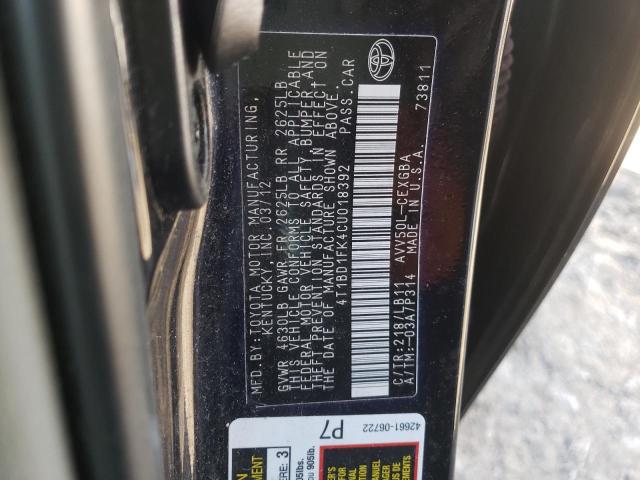 MFD.BY:TOYOTA MOTOR MANUFACTURING,
KENTUCKY,INC. 03/12
GVWR 4630LB GAWR FR 2625LB RR 2625LB
THIS VEHICLE CONFORMS TO ALL APPLICABLE
FEDERAL MOTOR VEHICLE SAFETY, BUMPER,AND
THEFT PREVENTION STANDARDS IN EFFECT ON
THE DATE OF MANUFACTURE SHOWN ABOVE.
4T1BD1FK4CU018392 PASS.CAR
C/TR:218/LB11 AVV50L-CEXGBA
A/TM:-03A/P314 MADE IN U.S.A.
73811
42661-06722
P7
3
905lb.